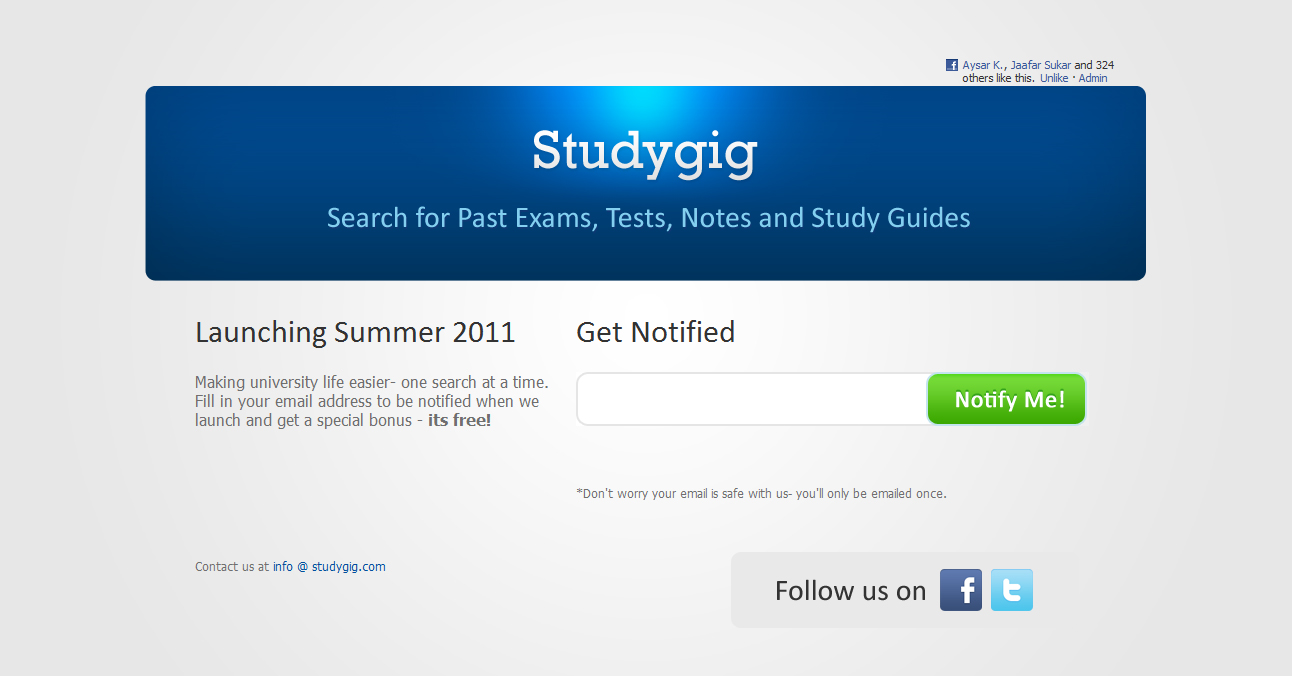 Aysar K., Jaafar Sukar and 324
others like this. Unlike · Admin
Studygig
Search for Past Exams, Tests, Notes and Study Guides
Launching Summer 2011
Making university life easier- one search at a time.
Fill in your email address to be notified when we
launch and get a special bonus - its free!
Get Notified
Notify Me!
*Don't worry your email is safe with us- you'll only be emailed once.
Contact us at info @ studygig.com
Follow us on